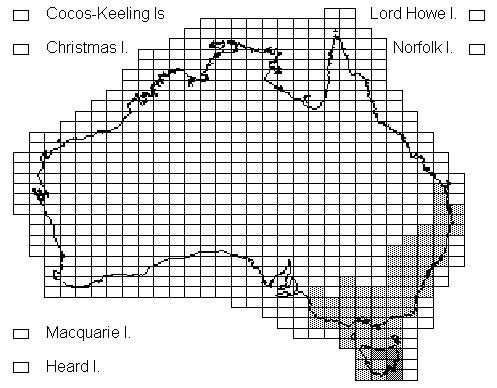 Cocos-Keeling Is
Lord Howe I.
Christmas I.
Norfolk I.
Macquarie I.
Heard I.